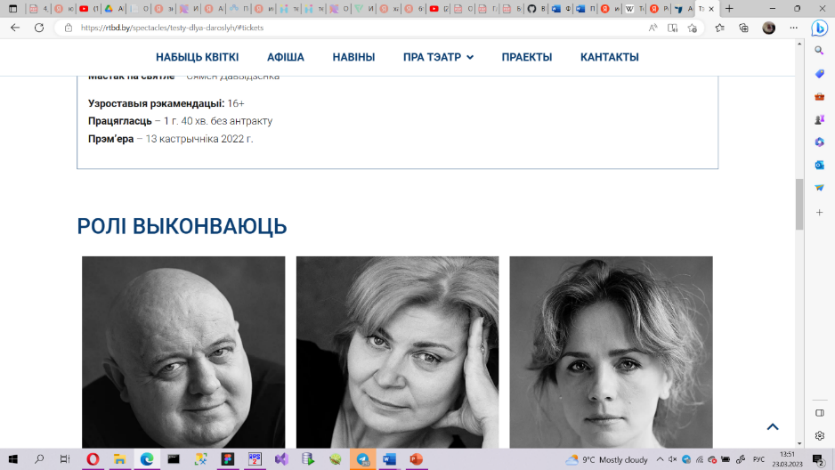 https://rtbd.by/spectacles/testy-dlya-daroslyh/#tickets
НАБЫЦЬ КВІТКІ АФІША НАВІНЫ ПРА ТЭАТР ПРАЕКТЫ КАНТАКТЫ
Мастак па святле – Сямён Давыдзенка
Узроставыя рэкамендацыі: 16+
Працягласць – 1 г. 40 хв. без антракту
Прэм'ера – 13 кастрычніка 2022 г.
РОЛІ ВЫКОНВАЮЦЬ
9°C Mostly cloudy
РУС
13:51
23.03.2023